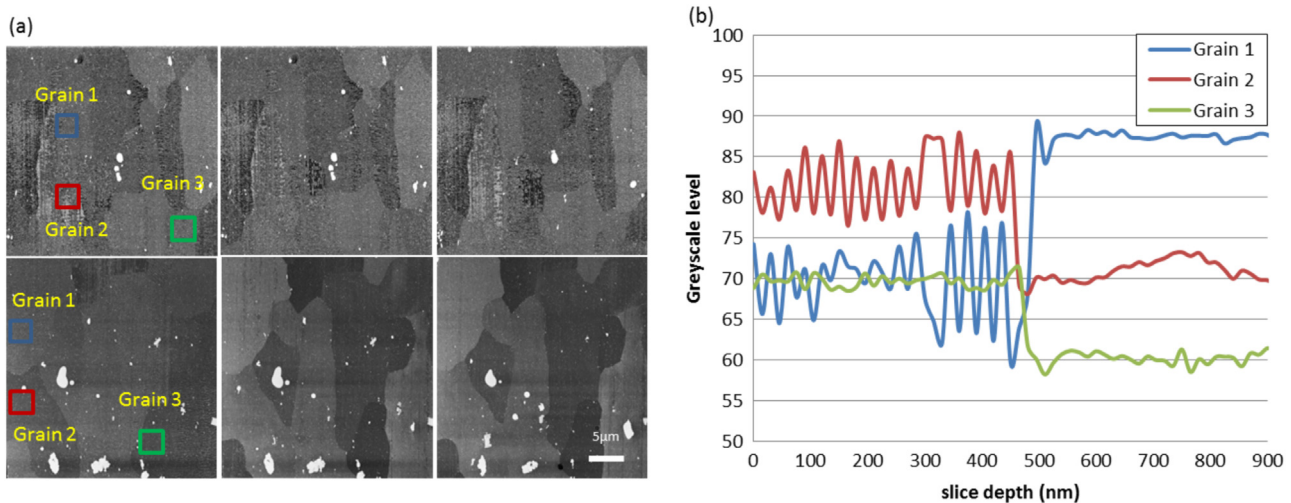 (a)
Grain 1
Grain 3
Grain 2
Grain 1
Grain 3
Grain 2
5μm
(b)
100
95
90
85
80
75
70
65
60
55
50
Greyscale level
Grain 1
Grain 2
Grain 3
0 100 200 300 400 500 600 700 800 900
slice depth (nm)